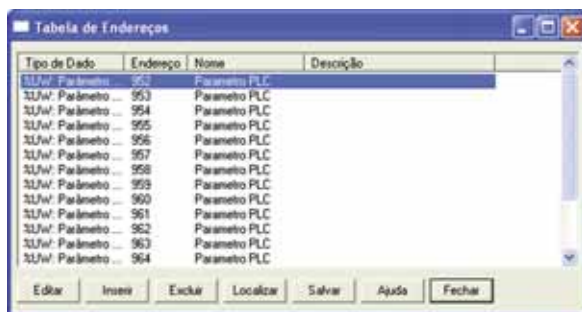 Tabela de Endereços
Tipo de Dado Endereço Nome Descrição
%UW: Parâmetro ... 952 Parametro PLC
%UW: Parâmetro ... 953 Parametro PLC
%UW: Parâmetro ... 954 Parametro PLC
%UW: Parâmetro ... 955 Parametro PLC
%UW: Parâmetro ... 956 Parametro PLC
%UW: Parâmetro ... 957 Parametro PLC
%UW: Parâmetro ... 958 Parametro PLC
%UW: Parâmetro ... 959 Parametro PLC
%UW: Parâmetro ... 960 Parametro PLC
%UW: Parâmetro ... 961 Parametro PLC
%UW: Parâmetro ... 962 Parametro PLC
%UW: Parâmetro ... 963 Parametro PLC
%UW: Parâmetro ... 964 Parametro PLC
Editar Inserir Excluir Localizar Salvar Ajuda Fechar